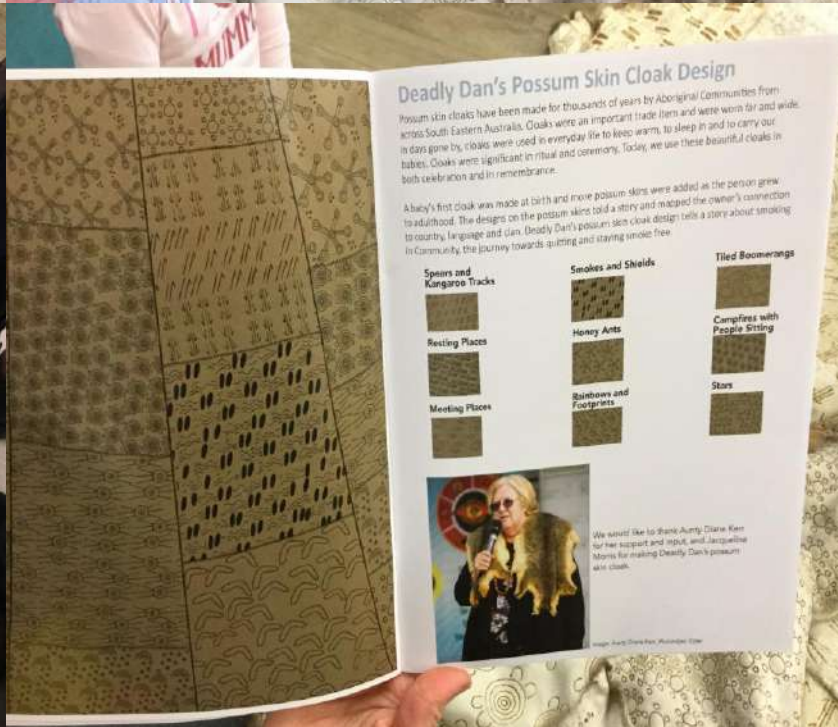 MUMM
Deadly Dan's Possum Skin Cloak Design
Possum skin cloaks have been made for thousands of years by Aboriginal Communities from
across South Eastern Australia. Cloaks were an important trade item and were worn far and wide.
In days gone by, cloaks were used in everyday life to keep warm, to sleep in and to carry our
babies. Cloaks were significant in ritual and ceremony. Today, we use these beautiful cloaks in
both celebration and in remembrance.
A baby's first cloak was made at birth and more possum skins were added as the person grew
to adulthood. The designs on the possum skins told a story and mapped the owner's connection
to country, language and clan. Deadly Dan's possum skin cloak design tells a story about smoking
in Community, the journey towards quitting and staying smoke free.
Spears and
Kangaroo Tracks
Smokes and Shields
Tiled Boomerangs
Resting Places
Honey Ants
Campfires with
People Sitting
Meeting Places
Rainbows and
Footprints
Stars
We would like to thank Aunty Diane Kerr
for her support and input, and Jacqueline
Morris for making Deadly Dan's possum
skin cloak.
Image: Aunty Diane Kerr, Wurundjeri Elder